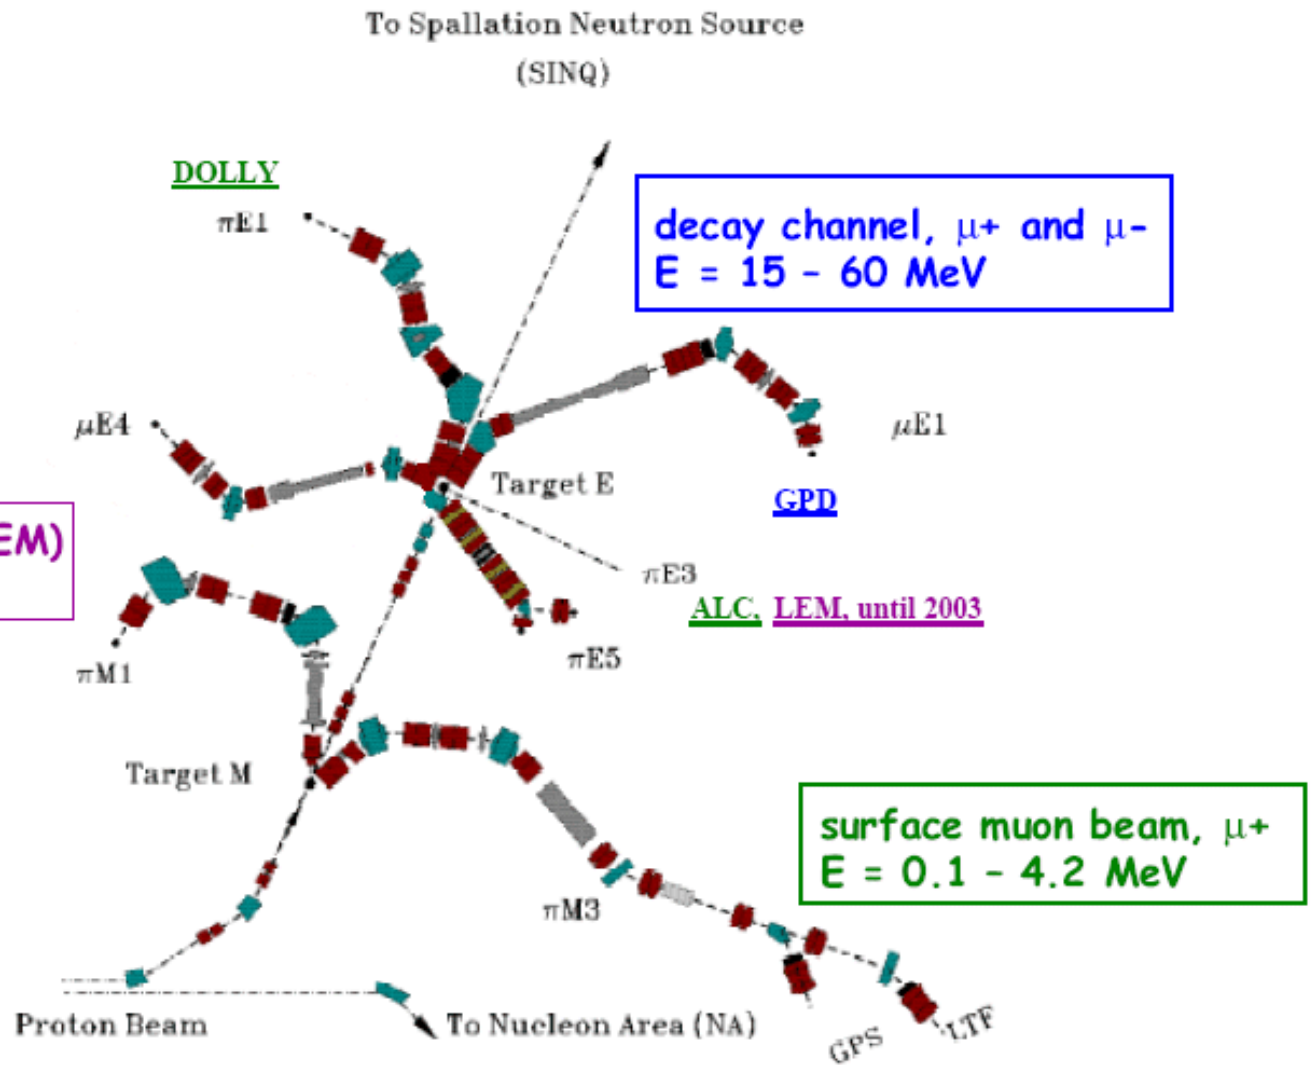 To Spallation Neutron Source
(SINQ)
DOLLY
πE1
decay channel, μ+ and μ-
E = 15 – 60 MeV
μE4
μE1
Target E
GPD
EM)
πE3
ALC, LEM, until 2003
πE5
πM1
Target M
surface muon beam, μ+
E = 0.1 – 4.2 MeV
πM3
Proton Beam
To Nucleon Area (NA)
GPS
LTF